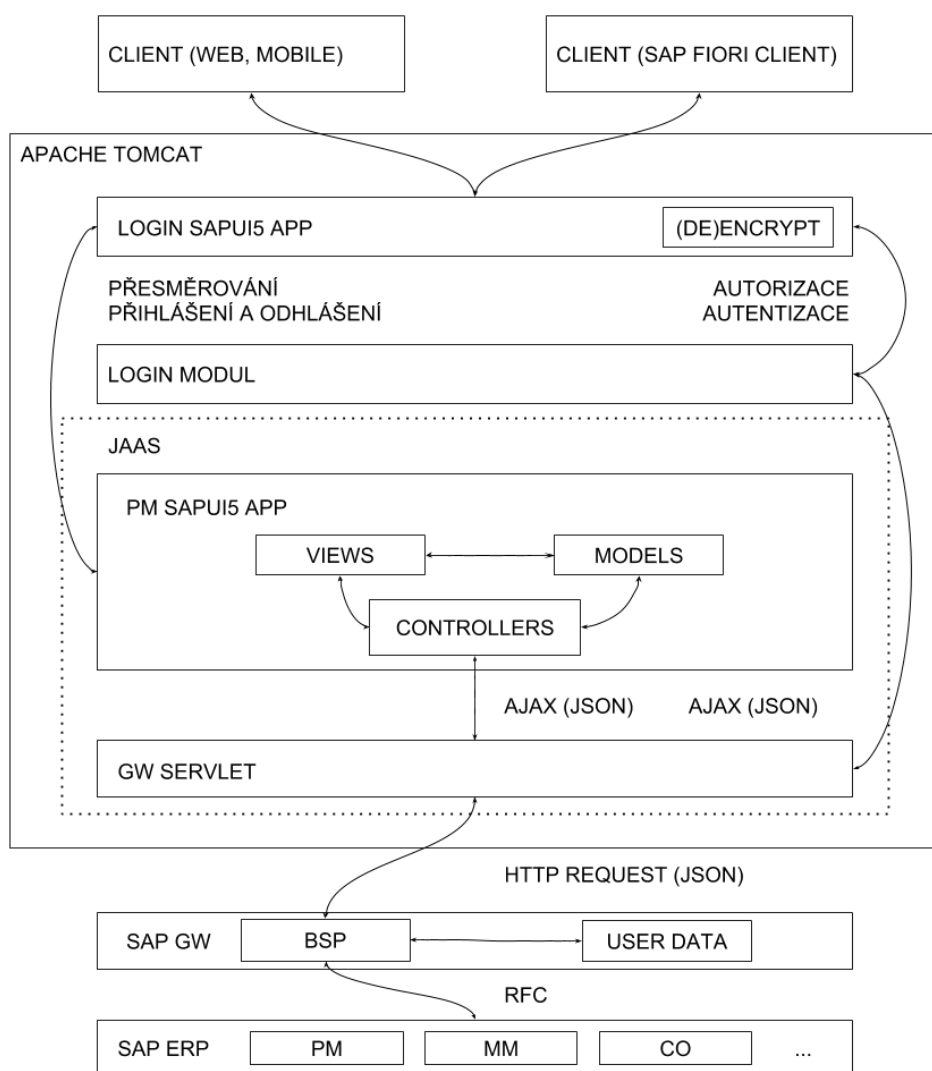 CLIENT (WEB, MOBILE)
CLIENT (SAP FIORI CLIENT)
APACHE TOMCAT
LOGIN SAPUI5 APP
(DE)ENCRYPT
PŘESMĚROVÁNÍ
PŘIHLÁŠENÍ A ODHLÁŠENÍ
AUTORIZACE
AUTENTIZACE
LOGIN MODUL
JAAS
PM SAPUI5 APP
VIEWS
MODELS
CONTROLLERS
AJAX (JSON)
AJAX (JSON)
GW SERVLET
HTTP REQUEST (JSON)
SAP GW
BSP
USER DATA
RFC
SAP ERP
PM
MM
CO
...